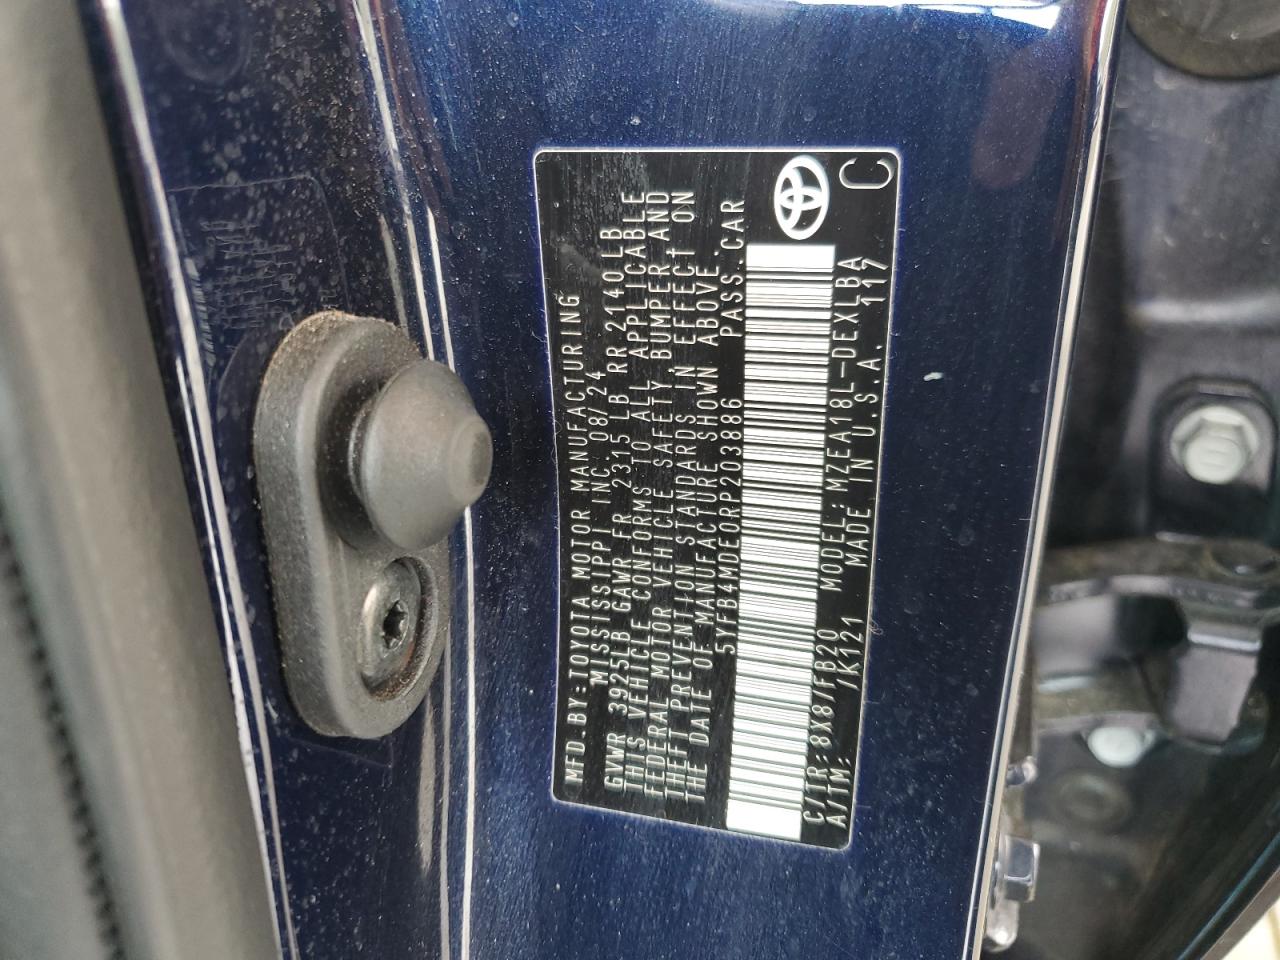 MFD.BY:TOYOTA MOTOR MANUFACTURING
MISSISSIPPI INC. 08/24
GVWR 3925LB GAWR FR 2315 LB RR 2140 LB
THIS VEHICLE CONFORMS TO ALL APPLICABLE
FEDERAL MOTOR VEHICLE SAFETY, BUMPER AND
THEFT PREVENTION STANDARDS IN EFFECT ON
THE DATE OF MANUFACTURE SHOWN ABOVE.
5YFB4MDE0RP203886 PASS. CAR
C/TR:8X8/FB20 MODEL:MZEA18L-DEXLBA
A/TM: /K121 MADE IN U.S.A. 117
C